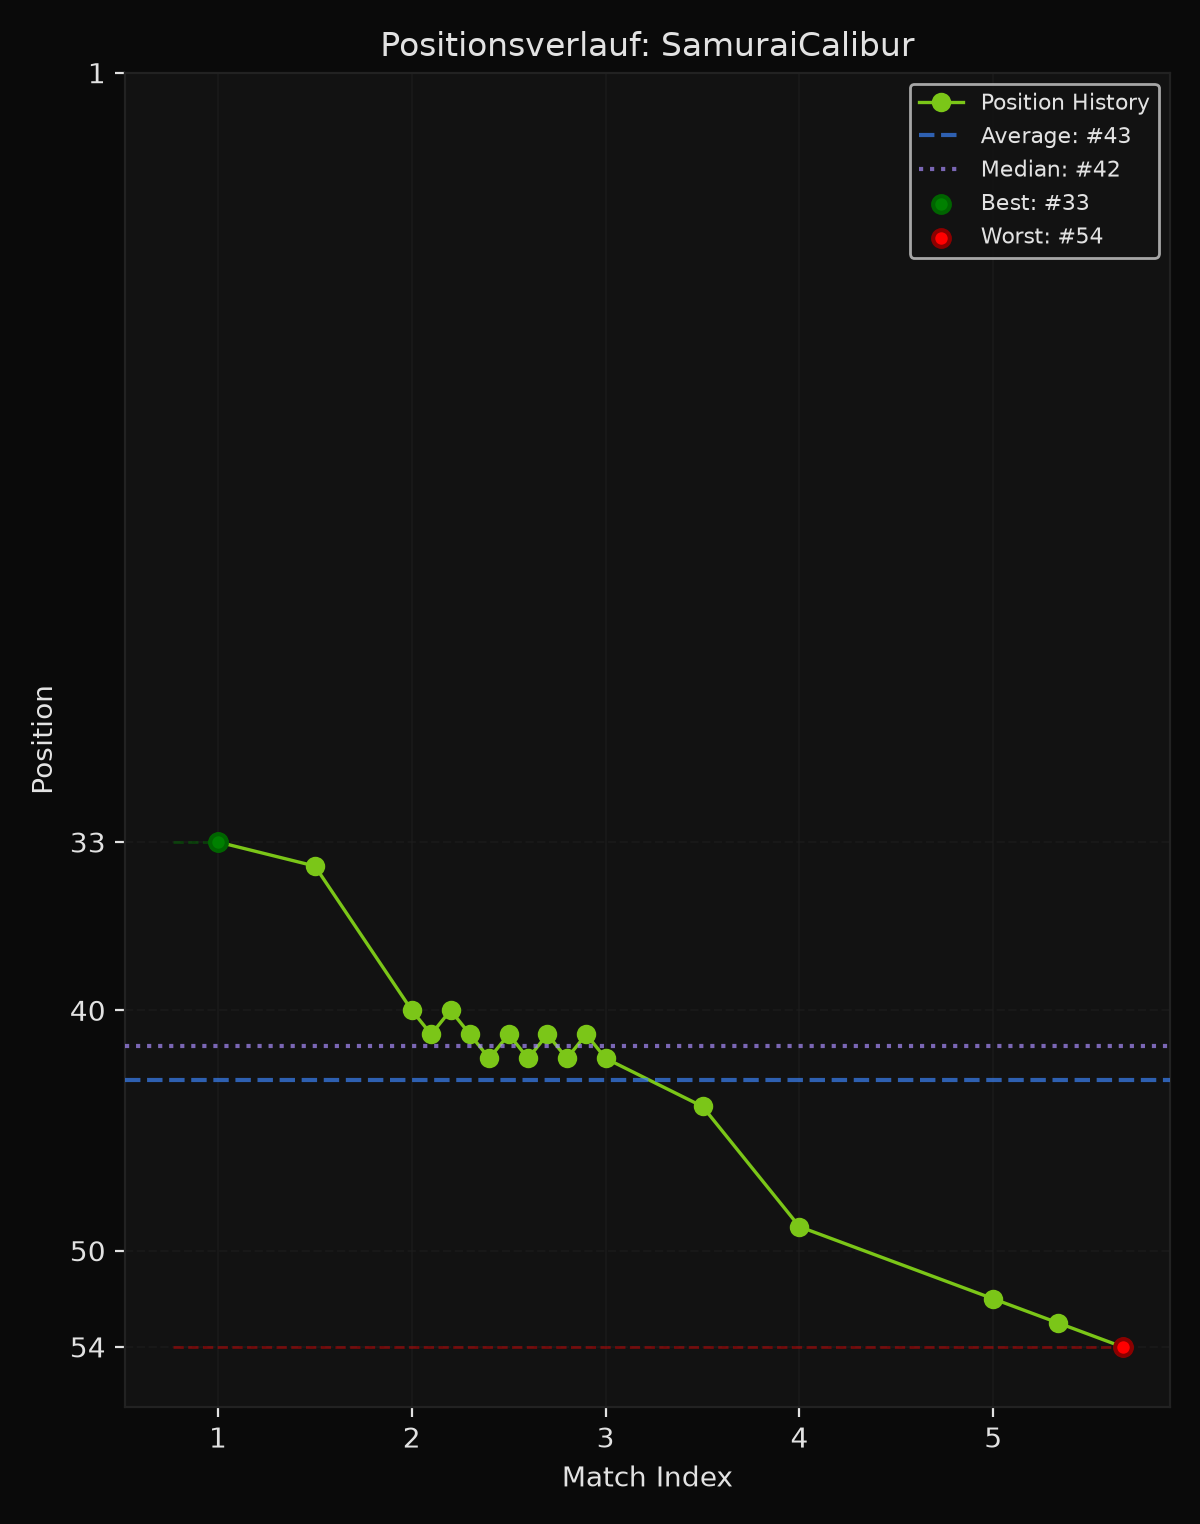 Positionsverlauf: SamuraiCalibur
Position History
Average: #43
Median: #42
Best: #33
Worst: #54
Position
1
33
40
50
54
1 2 3 4 5
Match Index